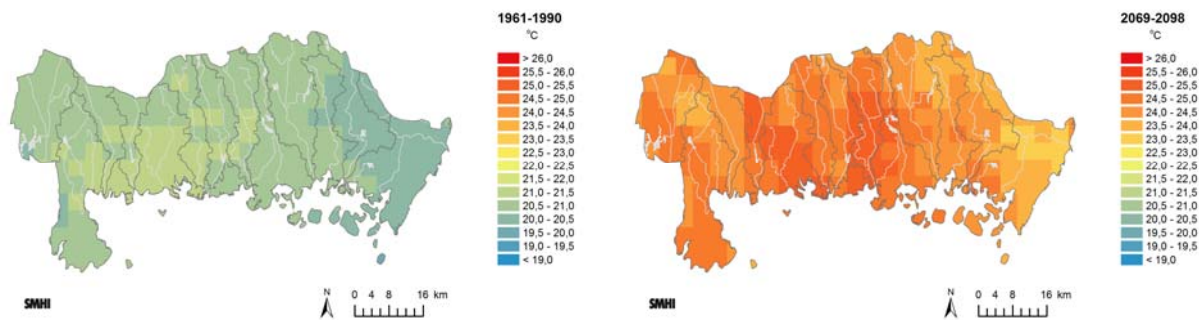 1961-1990
°C
> 26,0
25,5 - 26,0
25,0 - 25,5
24,5 - 25,0
24,0 - 24,5
23,5 - 24,0
23,0 - 23,5
22,5 - 23,0
22,0 - 22,5
21,5 - 22,0
21,0 - 21,5
20,5 - 21,0
20,0 - 20,5
19,5 - 20,0
19,0 - 19,5
< 19,0
SMHI
N
0 4 8 16 km
2069-2098
°C
> 26,0
25,5 - 26,0
25,0 - 25,5
24,5 - 25,0
24,0 - 24,5
23,5 - 24,0
23,0 - 23,5
22,5 - 23,0
22,0 - 22,5
21,5 - 22,0
21,0 - 21,5
20,5 - 21,0
20,0 - 20,5
19,5 - 20,0
19,0 - 19,5
< 19,0
SMHI
N
0 4 8 16 km